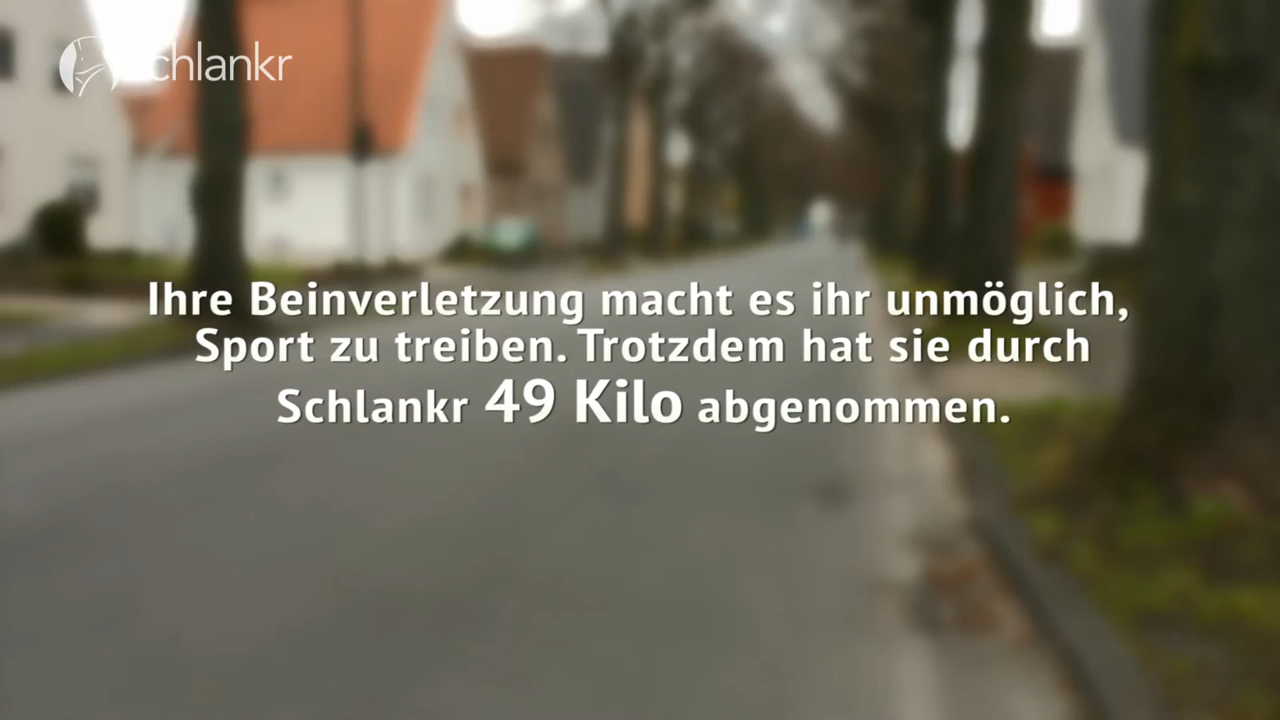 Schlankr
Ihre Beinverletzung macht es ihr unmöglich,
Sport zu treiben. Trotzdem hat sie durch
Schlankr 49 Kilo abgenommen.